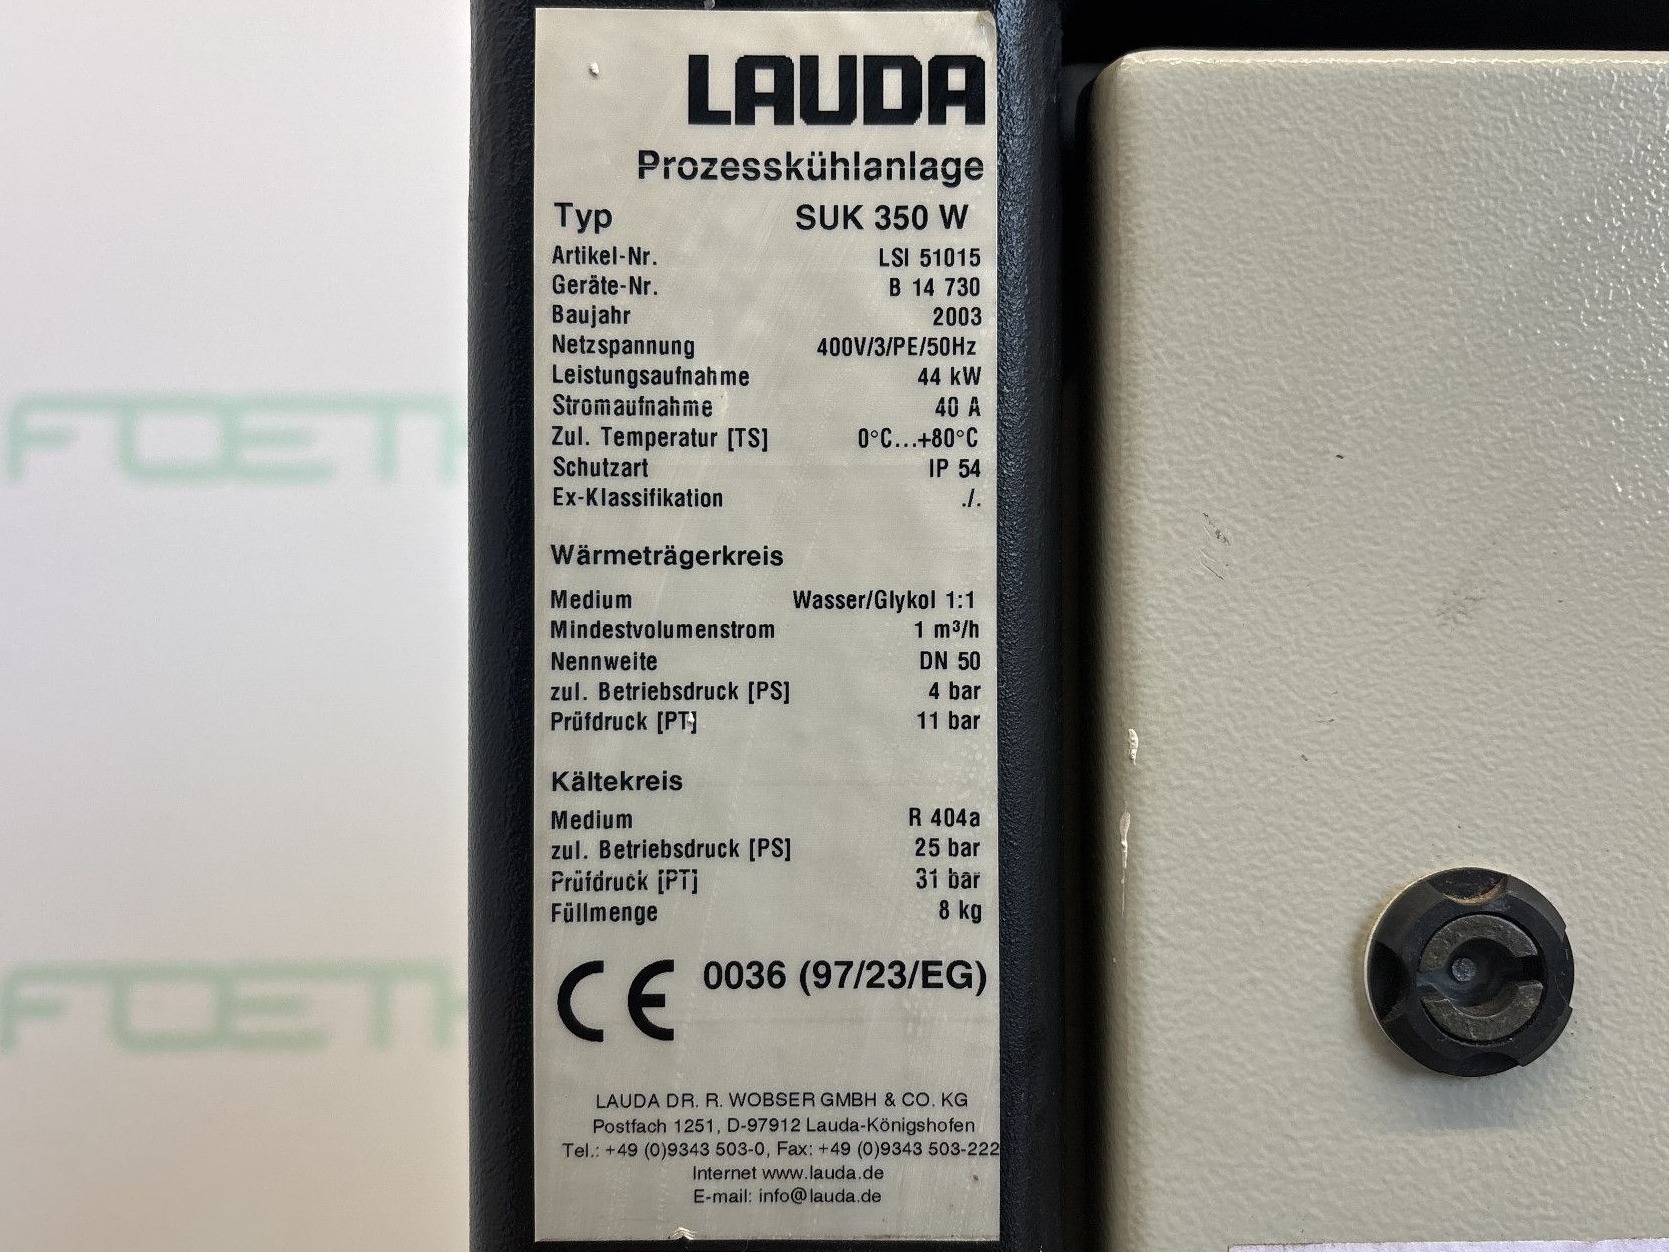 LAUDA
Prozesskühlanlage
Typ SUK 350 W
Artikel-Nr. LSI 51015
Geräte-Nr. B 14 730
Baujahr 2003
Netzspannung 400V/3/PE/50Hz
Leistungsaufnahme 44 kW
Stromaufnahme 40 A
Zul. Temperatur [TS] 0°C...+80°C
Schutzart IP 54
Ex-Klassifikation ./.
Wärmeträgerkreis
Medium Wasser/Glykol 1:1
Mindestvolumenstrom 1 m³/h
Nennweite DN 50
zul. Betriebsdruck [PS] 4 bar
Prüfdruck [PT] 11 bar
Kältekreis
Medium R 404a
zul. Betriebsdruck [PS] 25 bar
Prüfdruck [PT] 31 bar
Füllmenge 8 kg
CE 0036 (97/23/EG)
LAUDA DR. R. WOBSER GMBH & CO. KG
Postfach 1251, D-97912 Lauda-Königshofen
Tel.: +49 (0)9343 503-0, Fax: +49 (0)9343 503-222
Internet www.lauda.de
E-mail: info@lauda.de